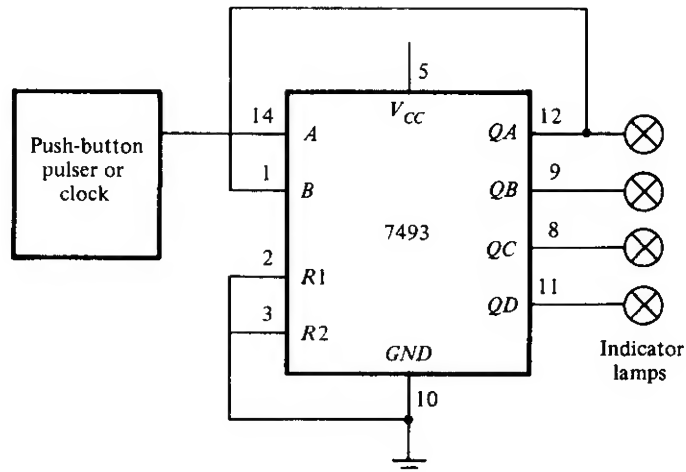 5
V_CC
Push-button
pulser or
clock
14
A
QA
12
1
B
QB
9
7493
QC
8
2
R1
QD
11
3
R2
GND
10
Indicator
lamps